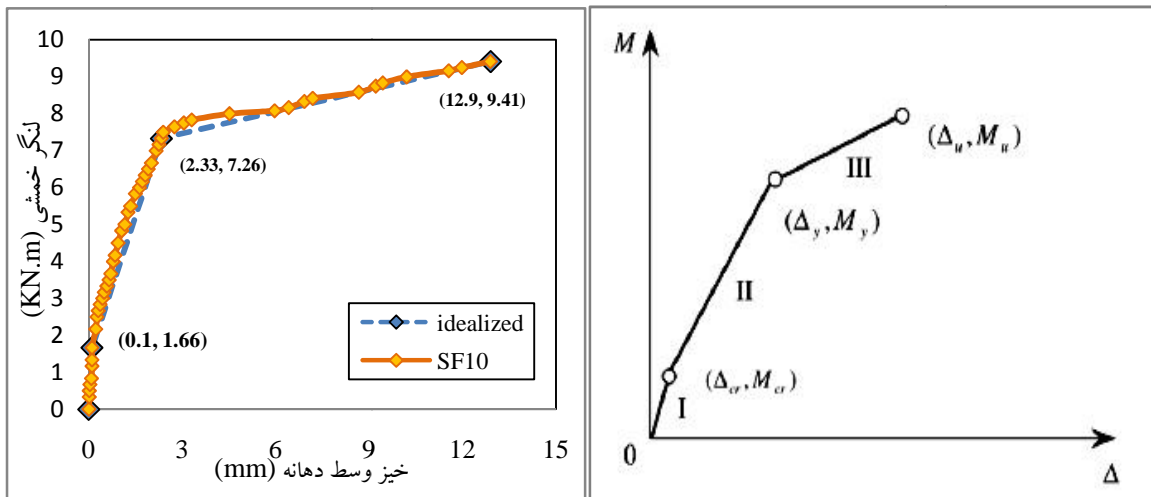 10
9
8
7
6
5
4
3
2
1
0
لنگر خمشی (KN.m)
(12.9, 9.41)
(2.33, 7.26)
(0.1, 1.66)
idealized
SF10
0 3 6 9 12 15
خیز وسط دهانه (mm)
M
(Δu, Mu)
III
(Δy, My)
II
(Δcr, Mcr)
I
0
Δ